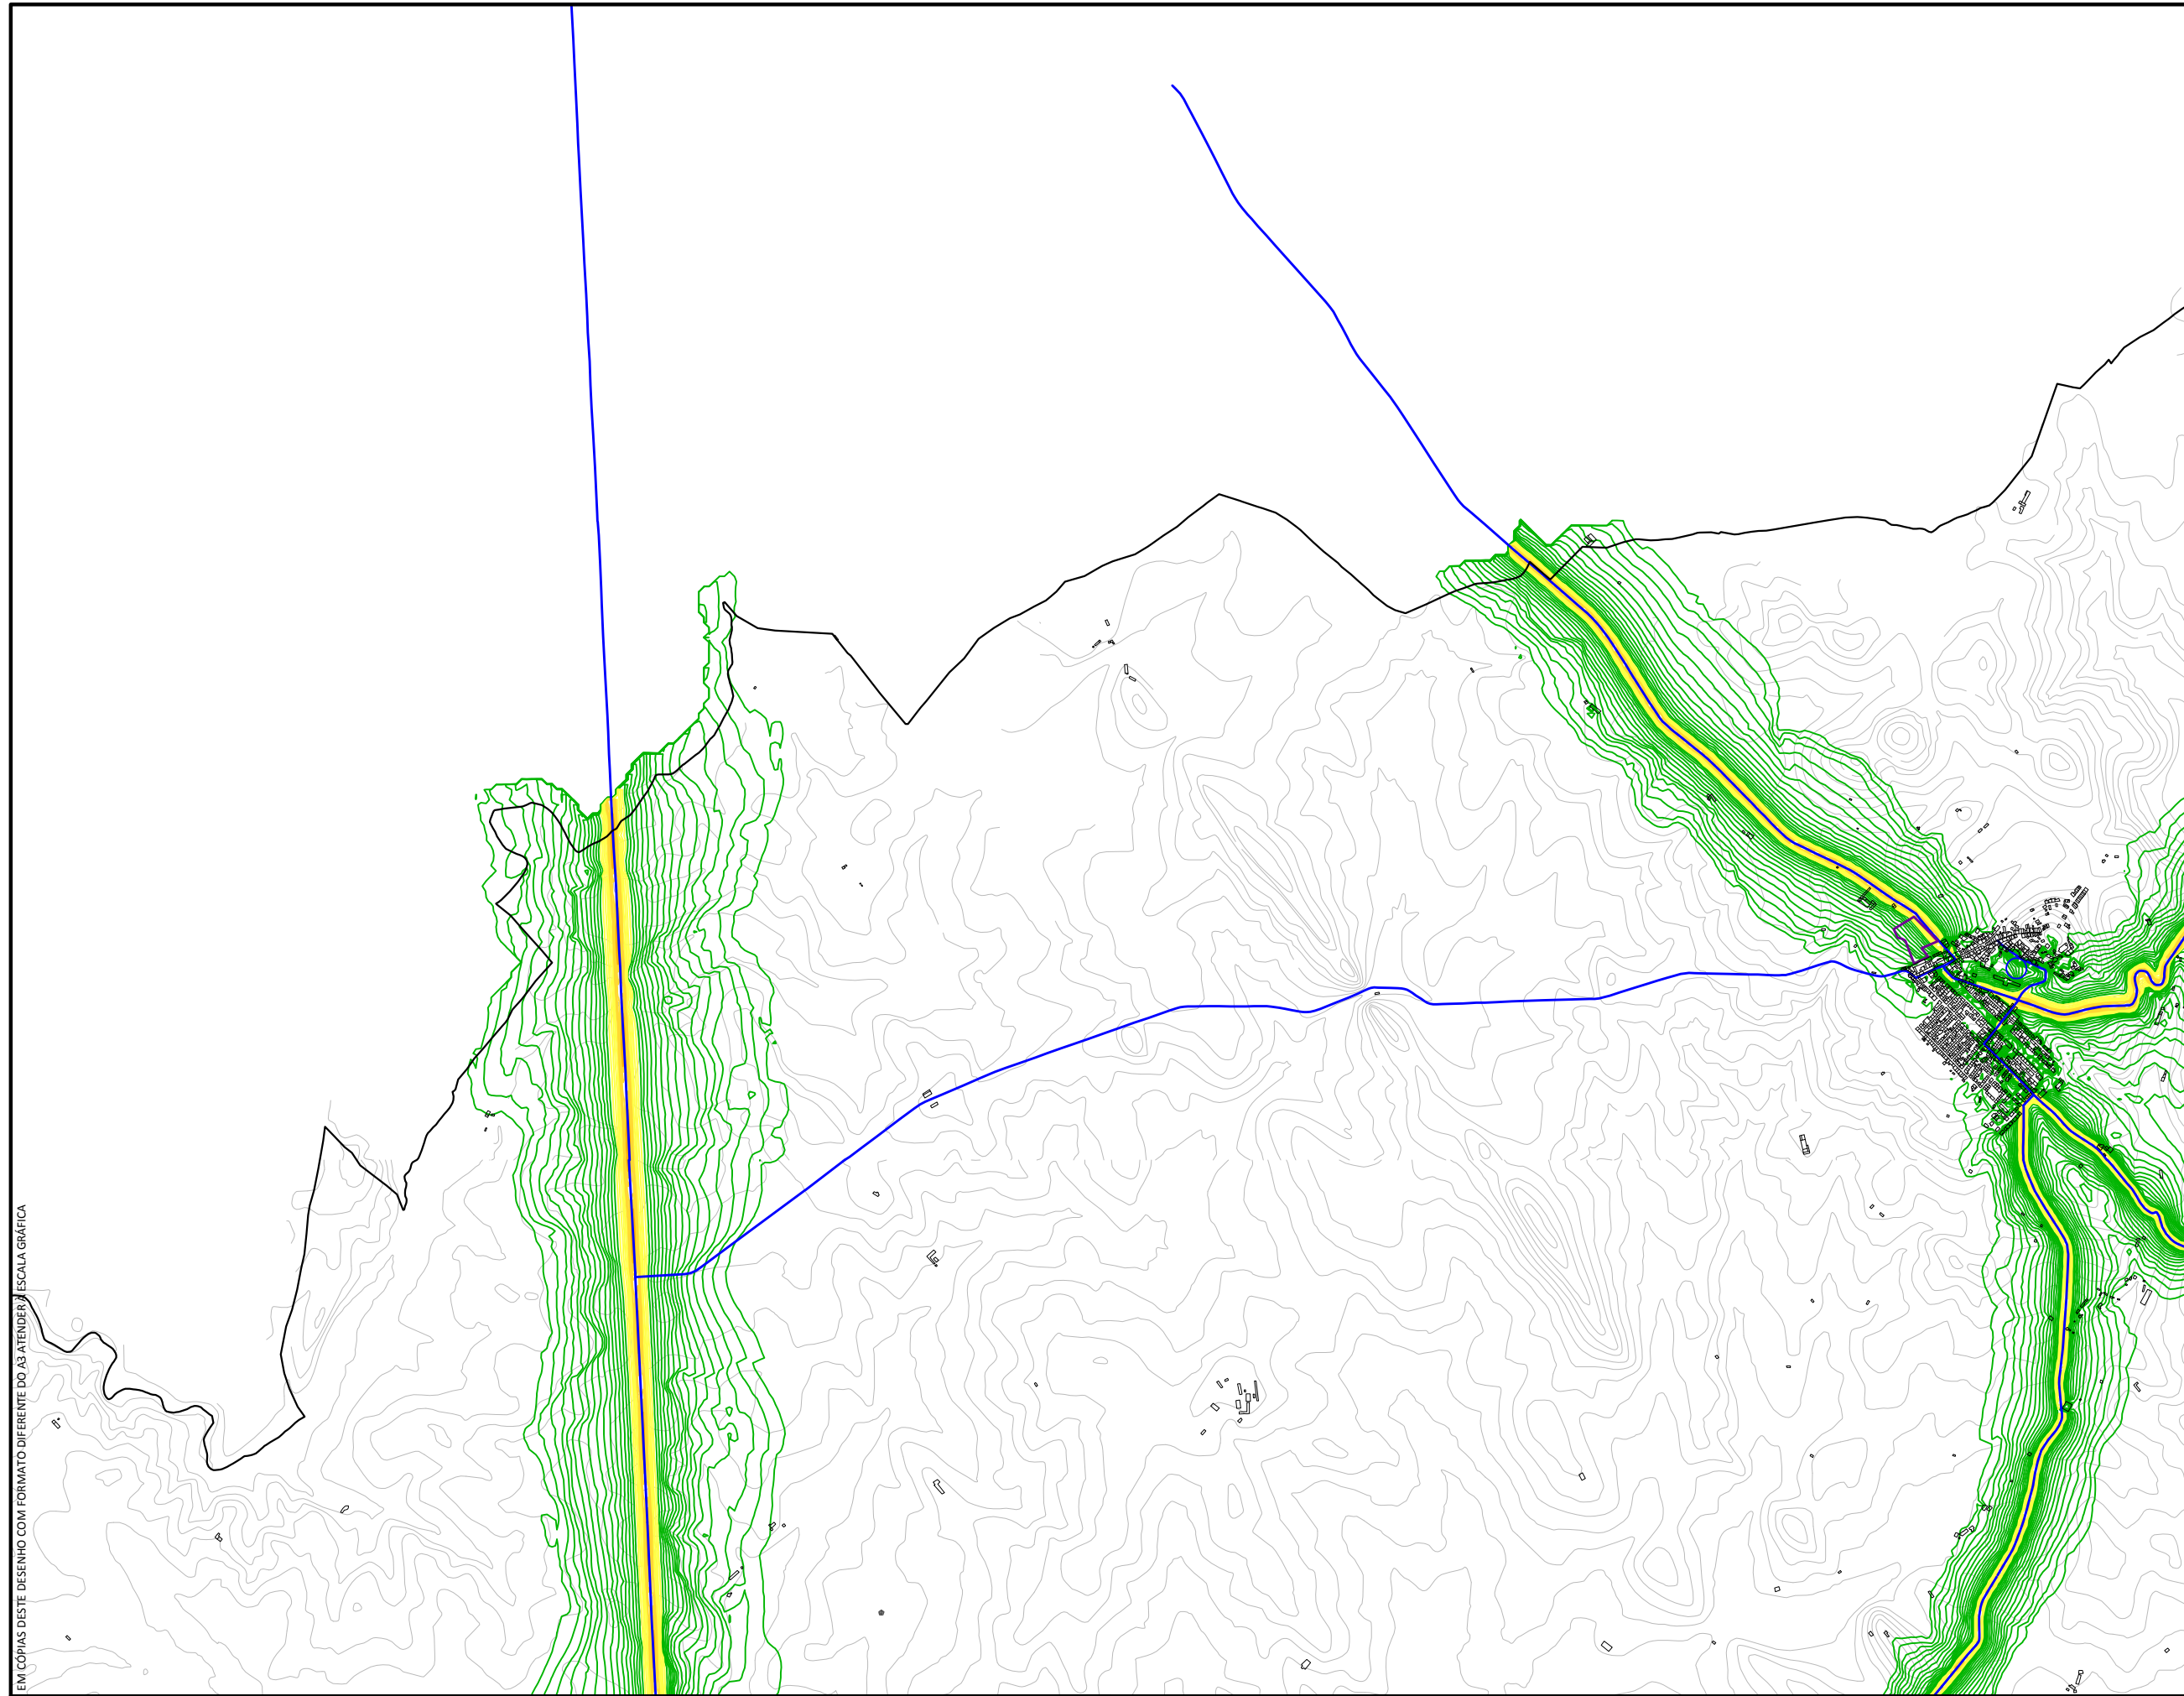 EM CÓPIAS DESTE DESENHO COM FORMATO DIFERENTE DO A3 ATENDER À ESCALA GRÁFICA